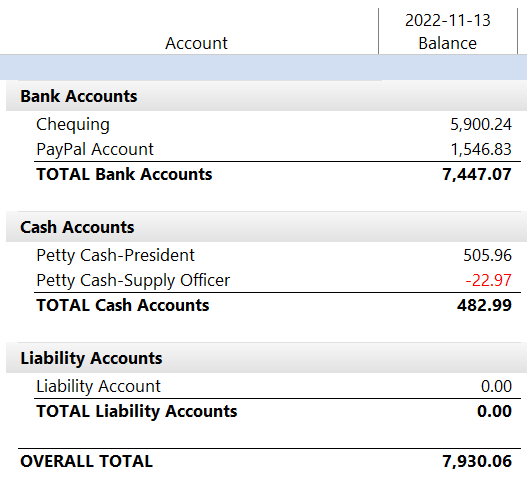 2022-11-13
Account Balance
Bank Accounts
Chequing 5,900.24
PayPal Account 1,546.83
TOTAL Bank Accounts 7,447.07
Cash Accounts
Petty Cash-President 505.96
Petty Cash-Supply Officer -22.97
TOTAL Cash Accounts 482.99
Liability Accounts
Liability Account 0.00
TOTAL Liability Accounts 0.00
OVERALL TOTAL 7,930.06